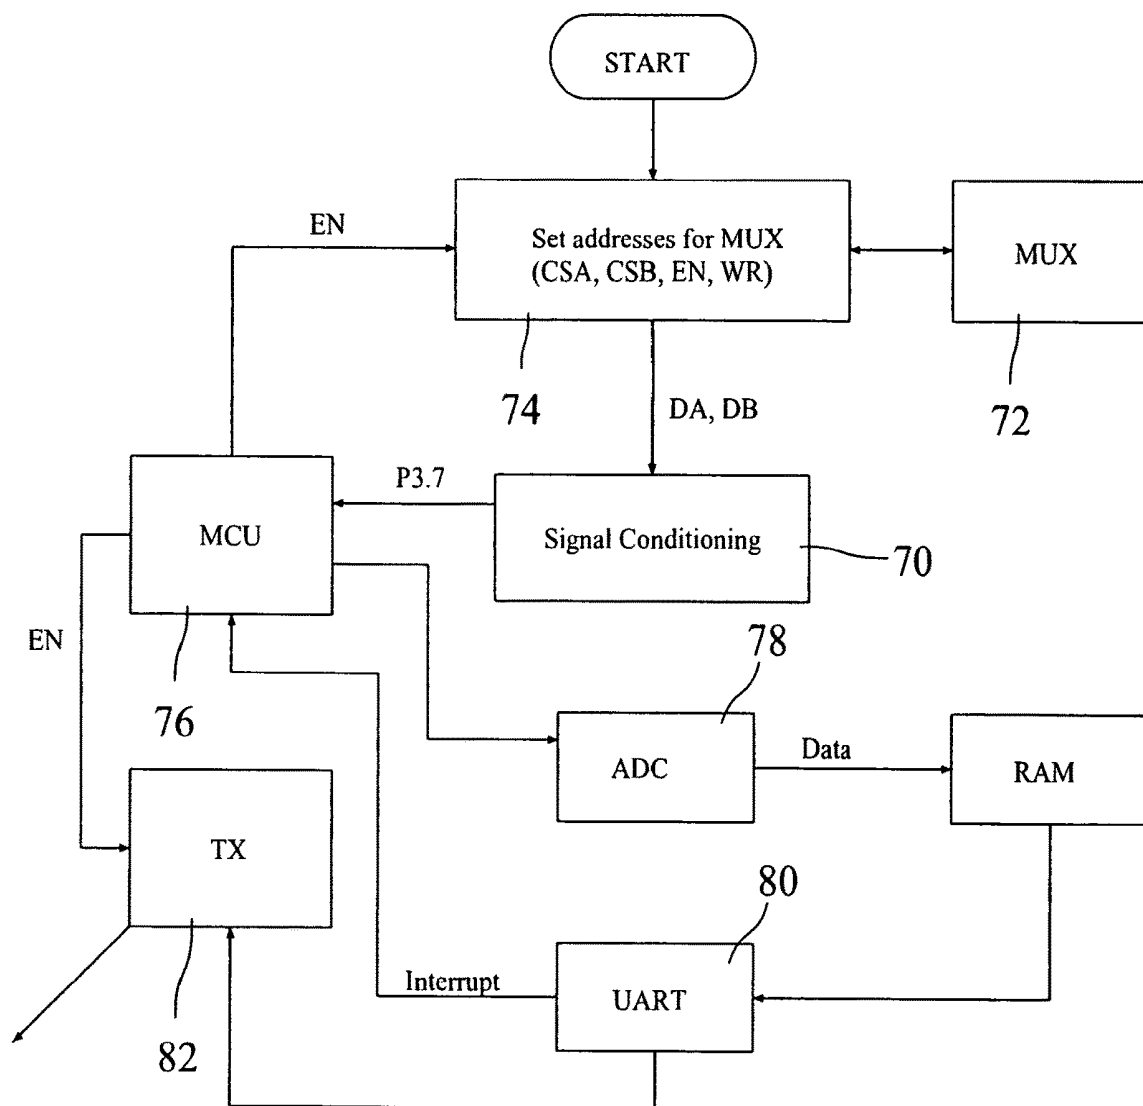 START
EN
Set addresses for MUX
(CSA, CSB, EN, WR)
MUX
74
72
DA, DB
P3.7
MCU
Signal Conditioning
70
EN
76
78
ADC
Data
RAM
TX
80
Interrupt
UART
82